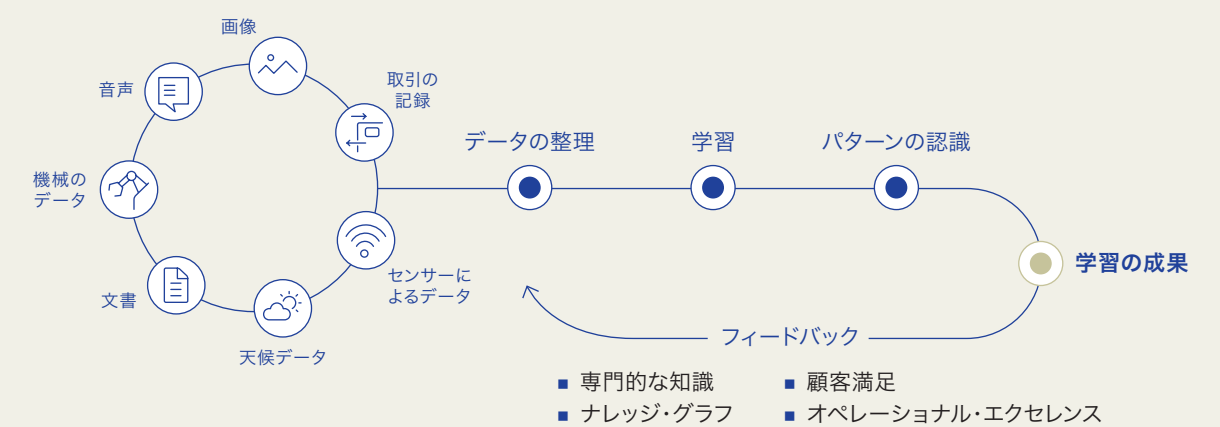 画像
取引の
記録
音声
機械の
データ
文書
天候データ
センサーに
よるデータ
データの整理
学習
パターンの認識
学習の成果
フィードバック
■ 専門的な知識
■ ナレッジ・グラフ
■ 顧客満足
■ オペレーショナル・エクセレンス